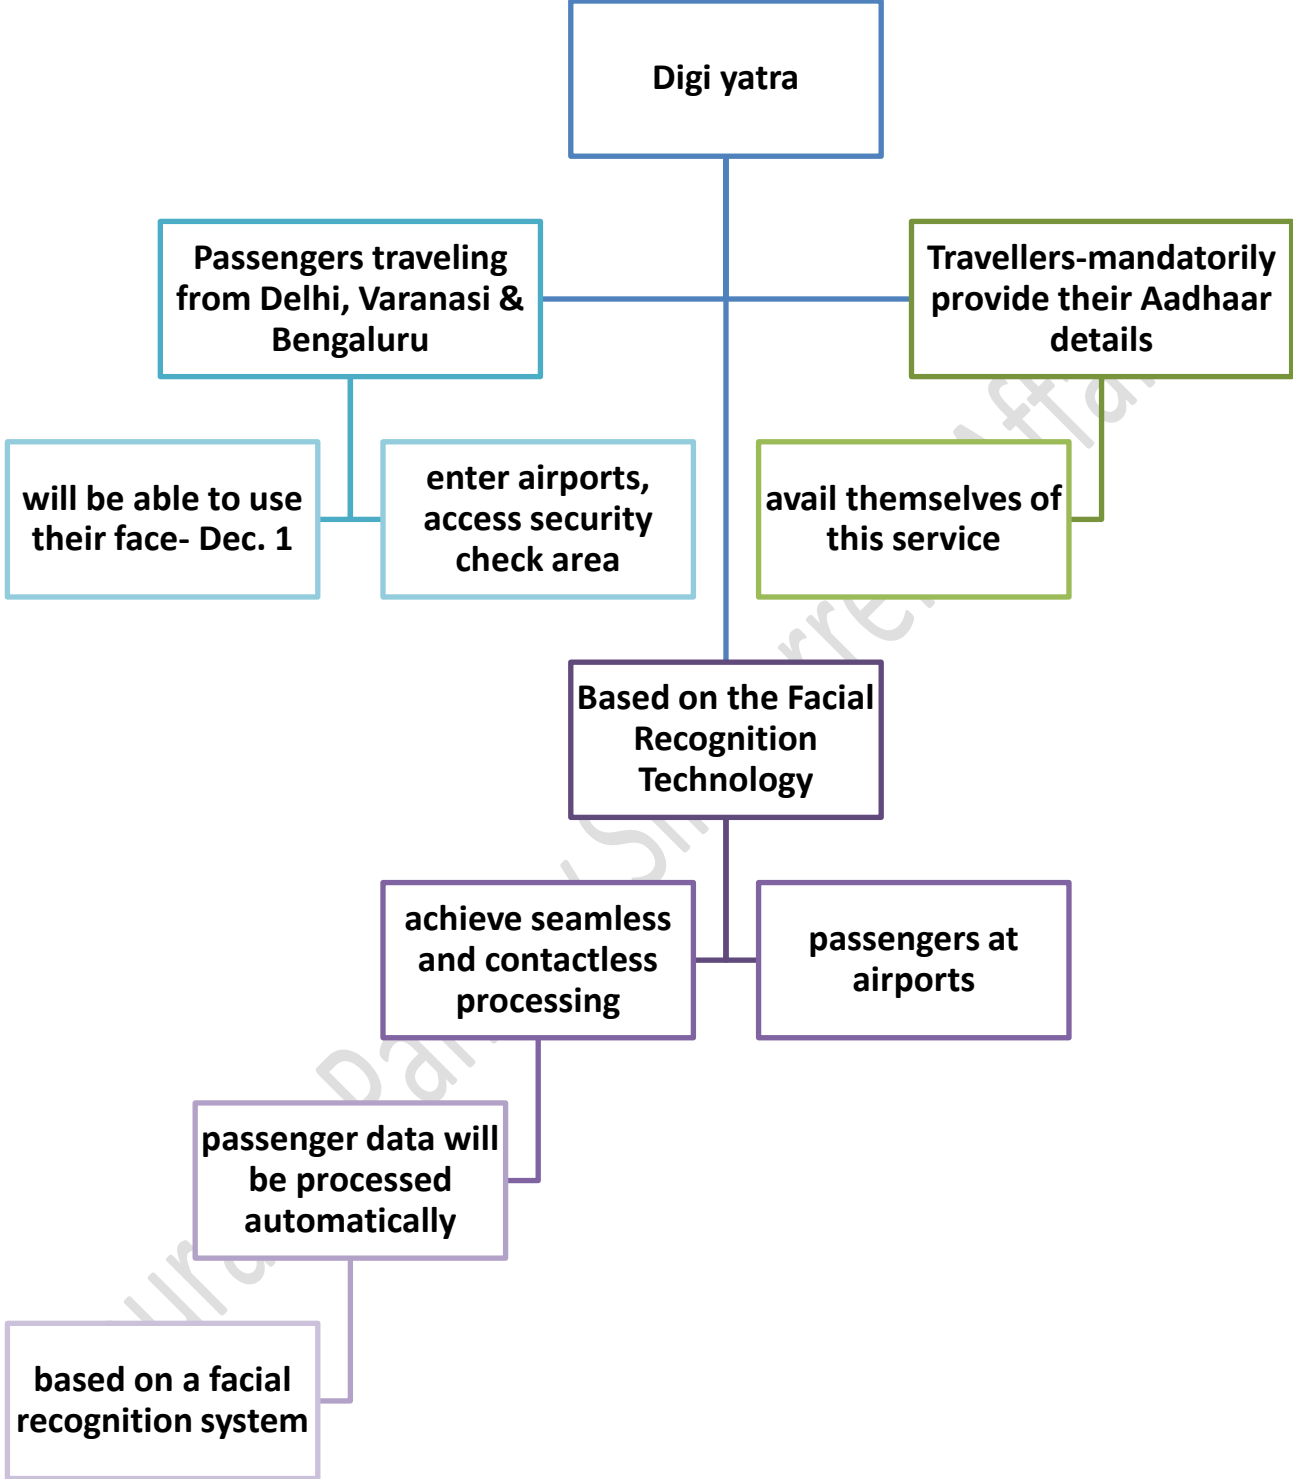 Digi yatra
Passengers traveling
from Delhi, Varanasi &
Bengaluru
Travellers-mandatorily
provide their Aadhaar
details
will be able to use
their face- Dec. 1
enter airports,
access security
check area
avail themselves of
this service
Based on the Facial
Recognition
Technology
achieve seamless
and contactless
processing
passengers at
airports
passenger data will
be processed
automatically
based on a facial
recognition system